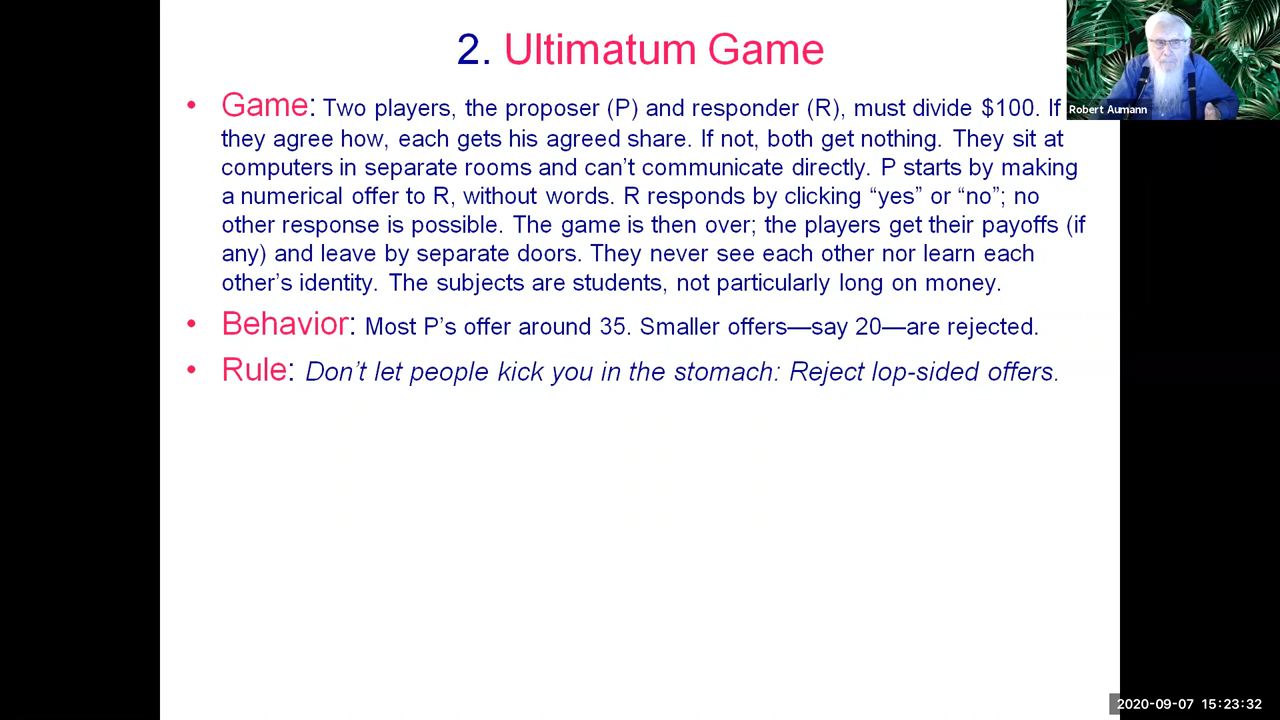 2. Ultimatum Game
• Game: Two players, the proposer (P) and responder (R), must divide $100. If
they agree how, each gets his agreed share. If not, both get nothing. They sit at
computers in separate rooms and can’t communicate directly. P starts by making
a numerical offer to R, without words. R responds by clicking “yes” or “no”; no
other response is possible. The game is then over; the players get their payoffs (if
any) and leave by separate doors. They never see each other nor learn each
other’s identity. The subjects are students, not particularly long on money.
• Behavior: Most P’s offer around 35. Smaller offers—say 20—are rejected.
• Rule: Don’t let people kick you in the stomach: Reject lop-sided offers.
Robert Aumann
2020-09-07 15:23:32